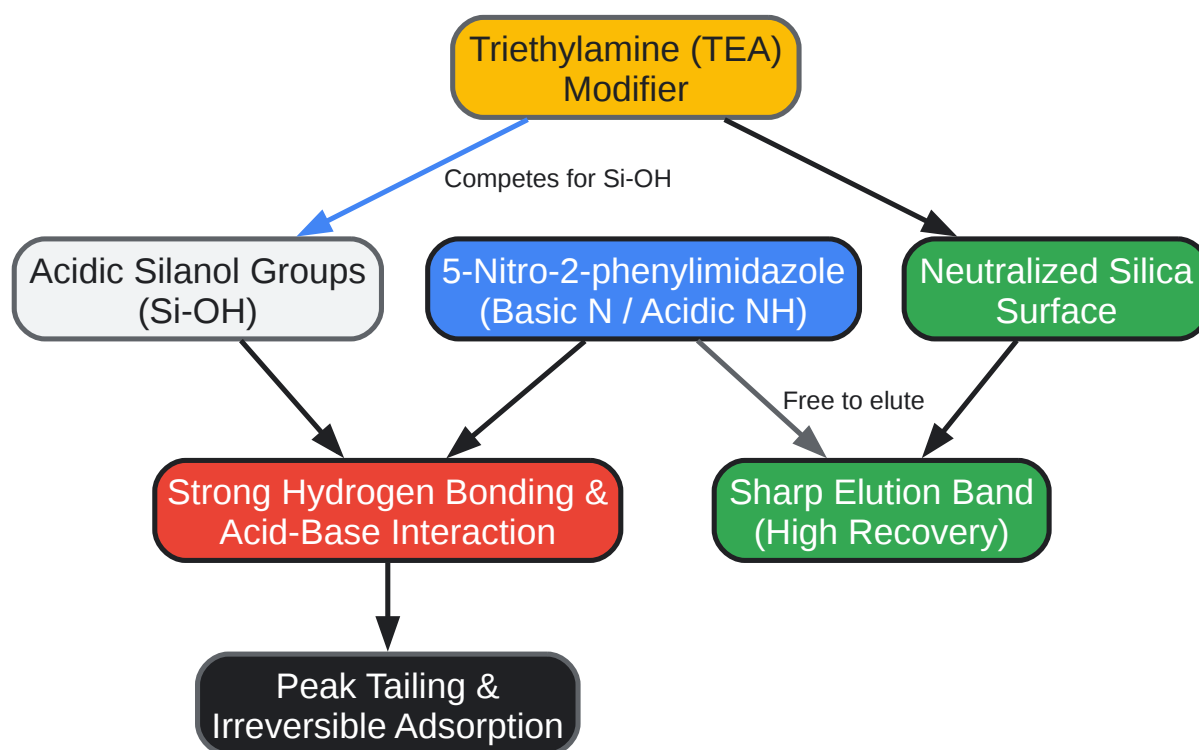 Triethylamine (TEA)
Modifier
Competes for Si-OH
Acidic Silanol Groups
(Si-OH)
5-Nitro-2-phenylimidazole
(Basic N / Acidic NH)
Neutralized Silica
Surface
Free to elute
Strong Hydrogen Bonding &
Acid-Base Interaction
Sharp Elution Band
(High Recovery)
Peak Tailing &
Irreversible Adsorption